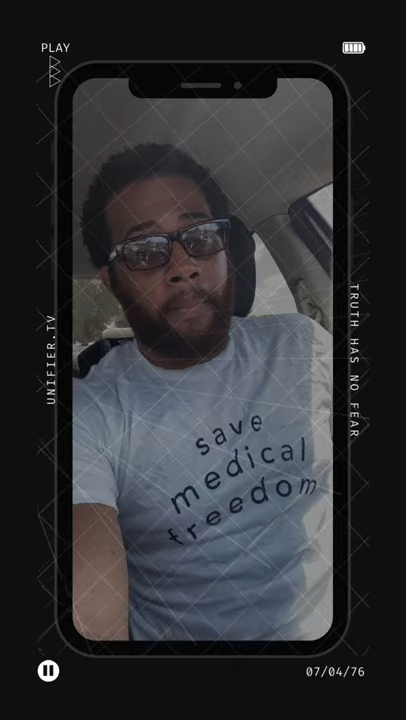 PLAY
UNIFIER.TV
TRUTH HAS NO FEAR
save
medical
freedom
07/04/76